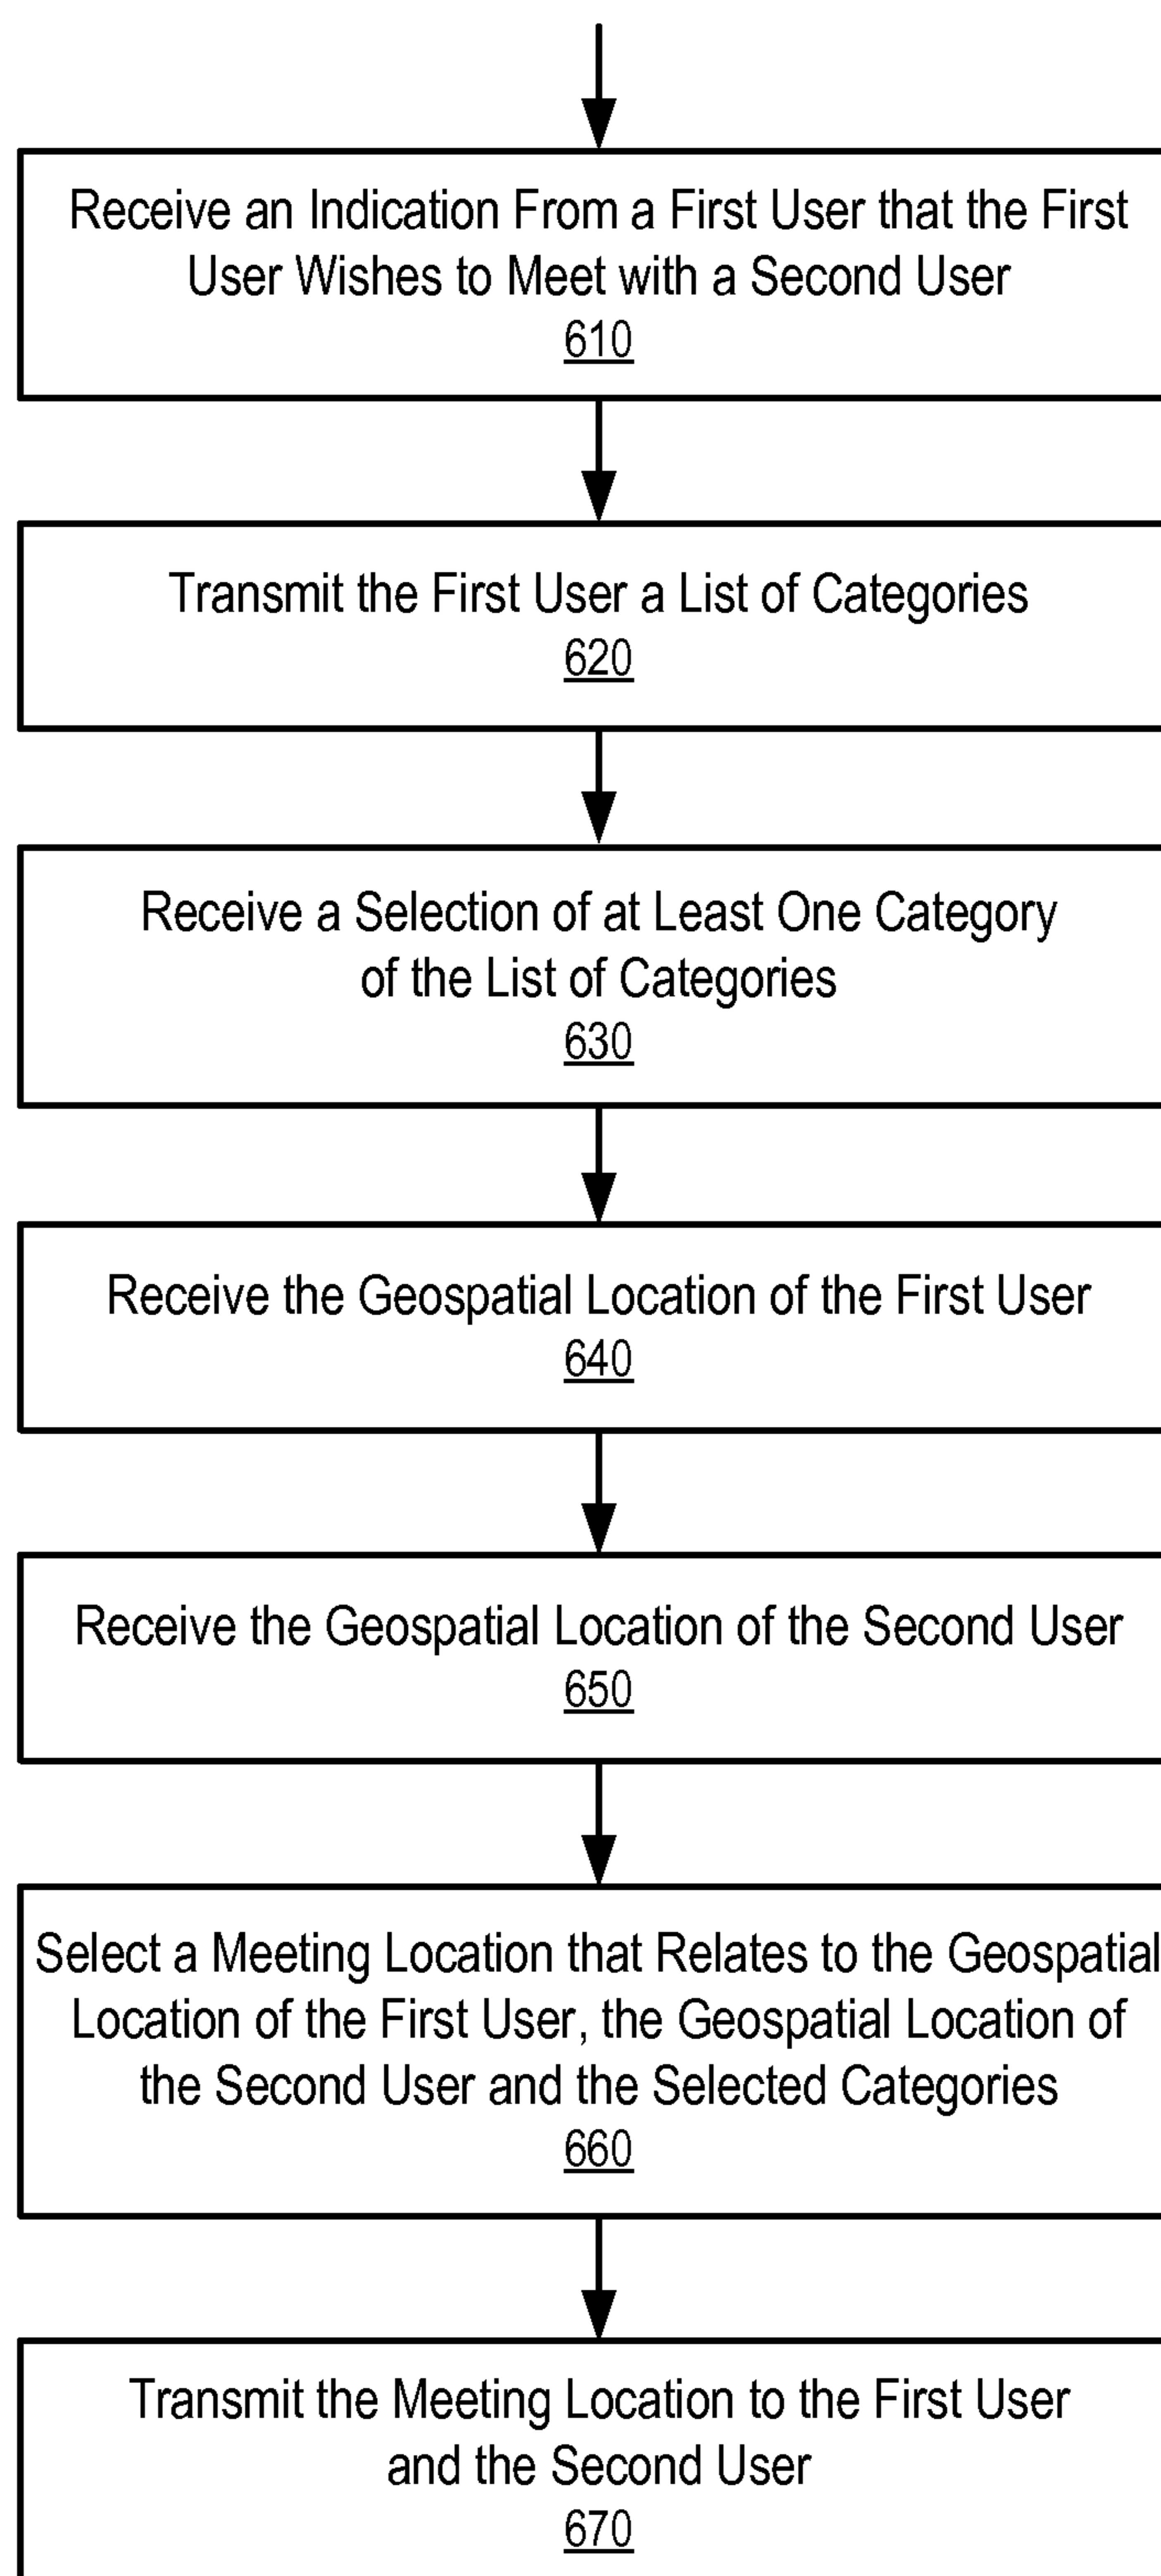 Receive an Indication From a First User that the First
User Wishes to Meet with a Second User
610
Transmit the First User a List of Categories
620
Receive a Selection of at Least One Category
of the List of Categories
630
Receive the Geospatial Location of the First User
640
Receive the Geospatial Location of the Second User
650
Select a Meeting Location that Relates to the Geospatial
Location of the First User, the Geospatial Location of
the Second User and the Selected Categories
660
Transmit the Meeting Location to the First User
and the Second User
670